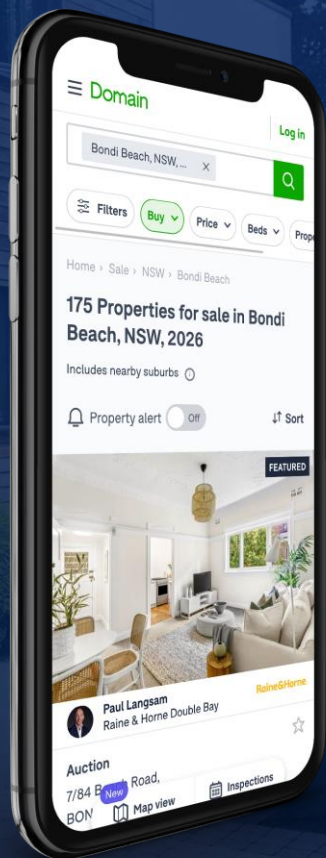 Domain
Log in
Bondi Beach, NSW, ...
Filters
Buy
Price
Beds
Prope
Home › Sale › NSW › Bondi Beach
175 Properties for sale in Bondi
Beach, NSW, 2026
Includes nearby suburbs
Property alert
Off
Sort
FEATURED
Paul Langsam
Raine & Horne Double Bay
Raine&Horne
Auction
7/84 B Road,
New
BON
Map view
Inspections